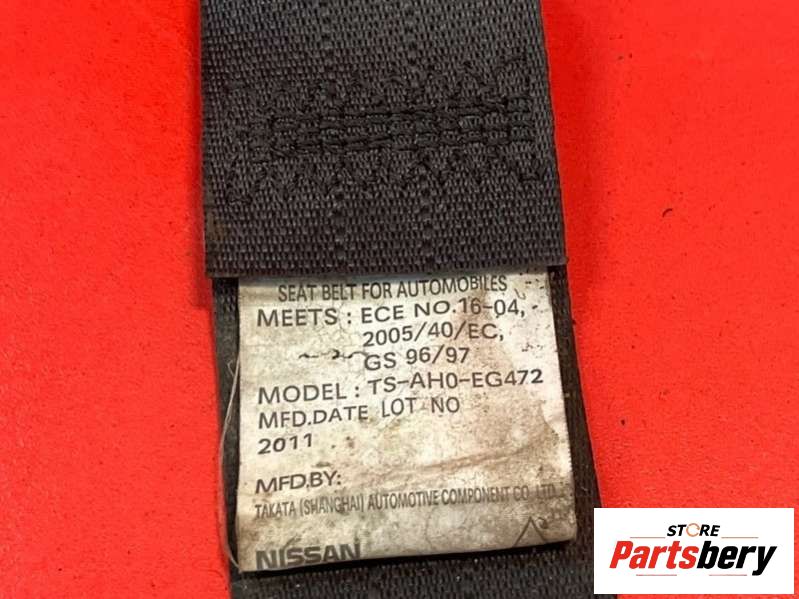 SEAT BELT FOR AUTOMOBILES
MEETS : ECE NO.16-04,
2005/40/EC,
GS 96/97
MODEL : TS-AH0-EG472
MFD.DATE LOT NO
2011
MFD.BY:
TAKATA (SHANGHAI) AUTOMOTIVE COMPONENT CO. LTD.
NISSAN
STORE
Partsbery